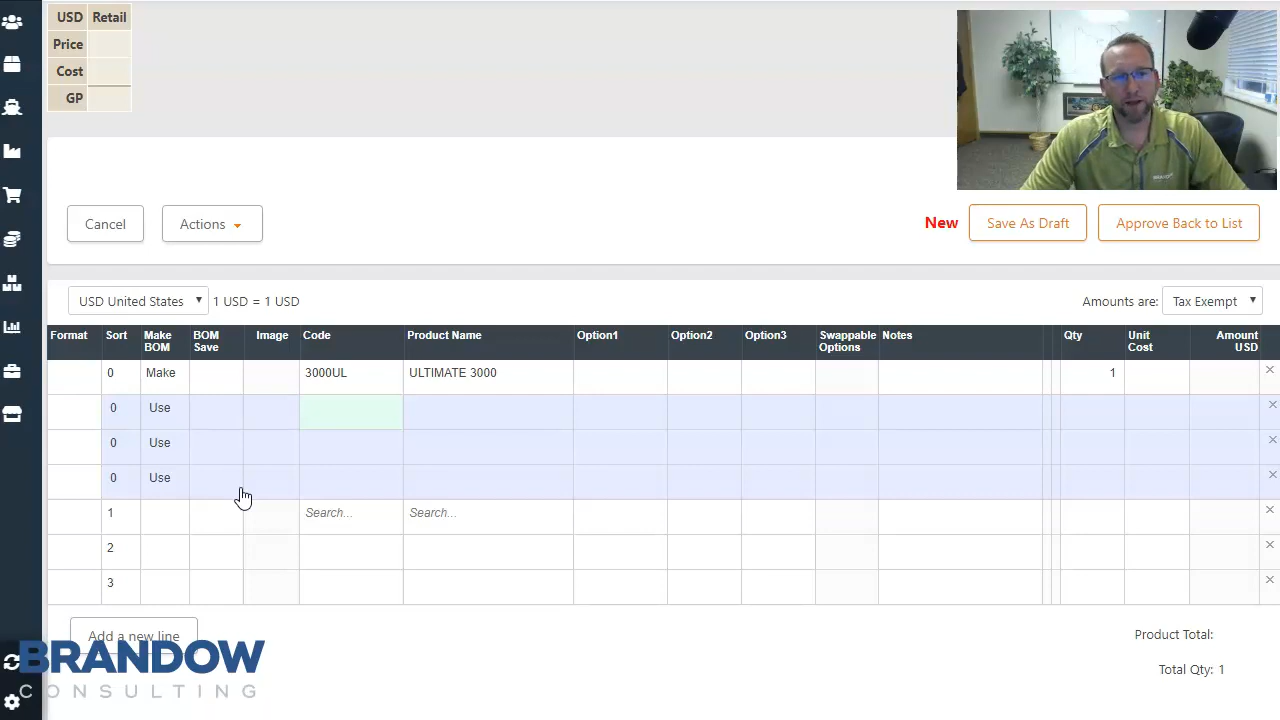 USD Retail
Price
Cost
GP
BRANDOW
Cancel
Actions
New
Save As Draft
Approve Back to List
USD United States
1 USD = 1 USD
Amounts are:
Tax Exempt
Format Sort Make BOM BOM Save Image Code Product Name Option1 Option2 Option3 Swappable Options Notes Qty Unit Cost Amount USD
0 Make 3000UL ULTIMATE 3000 1
0 Use
0 Use
0 Use
1 Search... Search...
2
3
Add a new line
Product Total:
Total Qty: 1
BRANDOW
CONSULTING